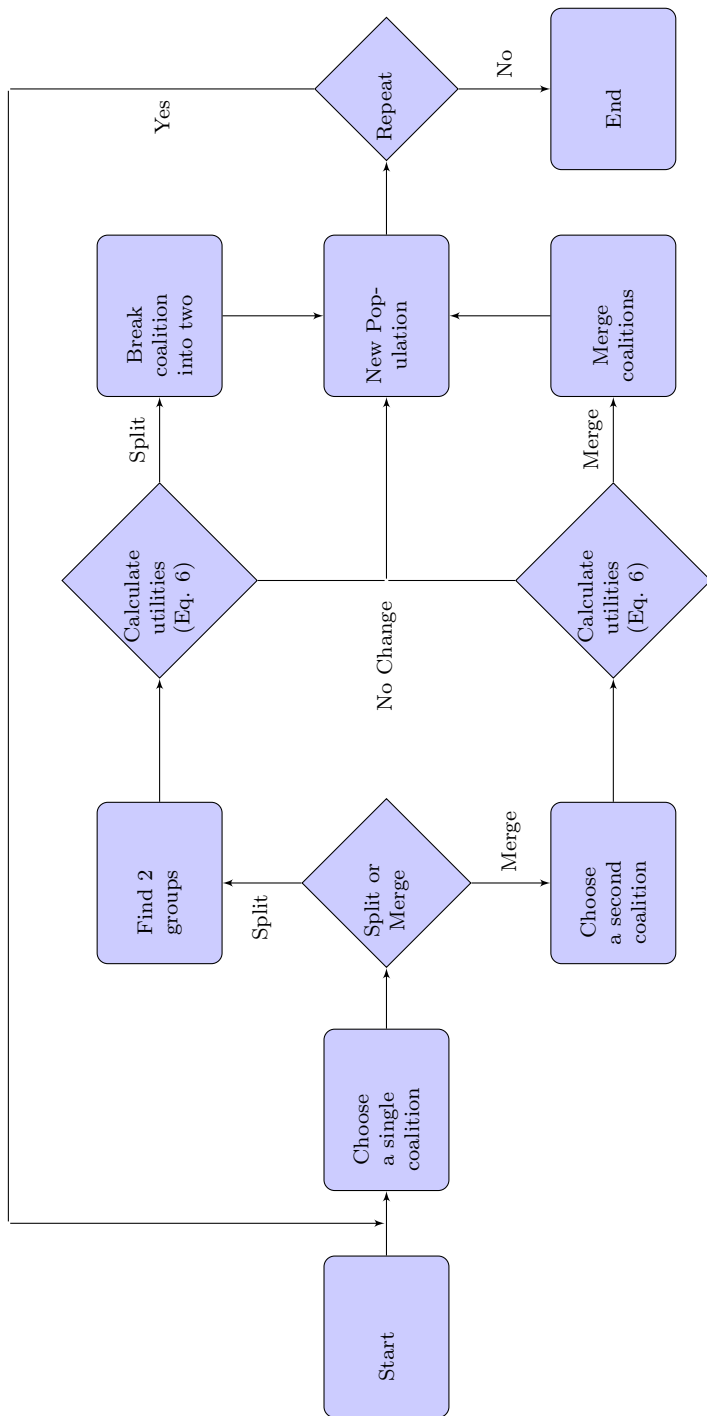 Start
Choose
a single
coalition
Split or
Merge
Split
Find 2
groups
Merge
Choose
a second
coalition
Calculate
utilities
(Eq. 6)
Split
Break
coalition
into two
No Change
Calculate
utilities
(Eq. 6)
Merge
Merge
coalitions
New Pop-
ulation
Repeat
Yes
No
End